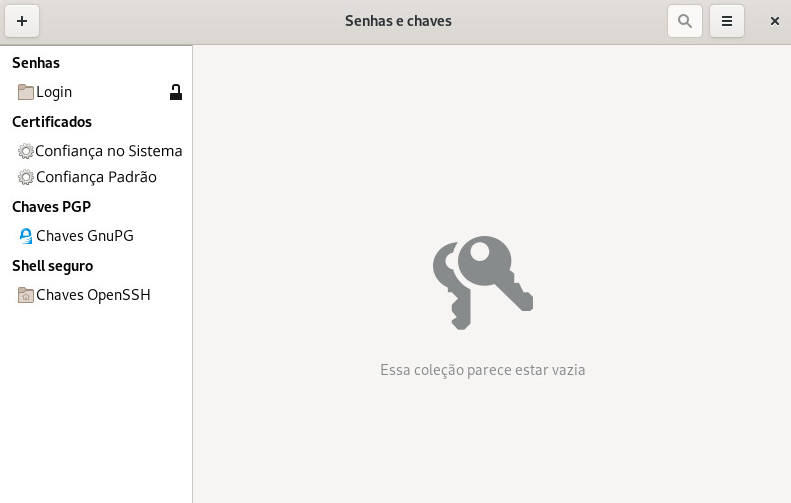 Senhas e chaves
Senhas
Login
Certificados
Confiança no Sistema
Confiança Padrão
Chaves PGP
Chaves GnuPG
Shell seguro
Chaves OpenSSH
Essa coleção parece estar vazia